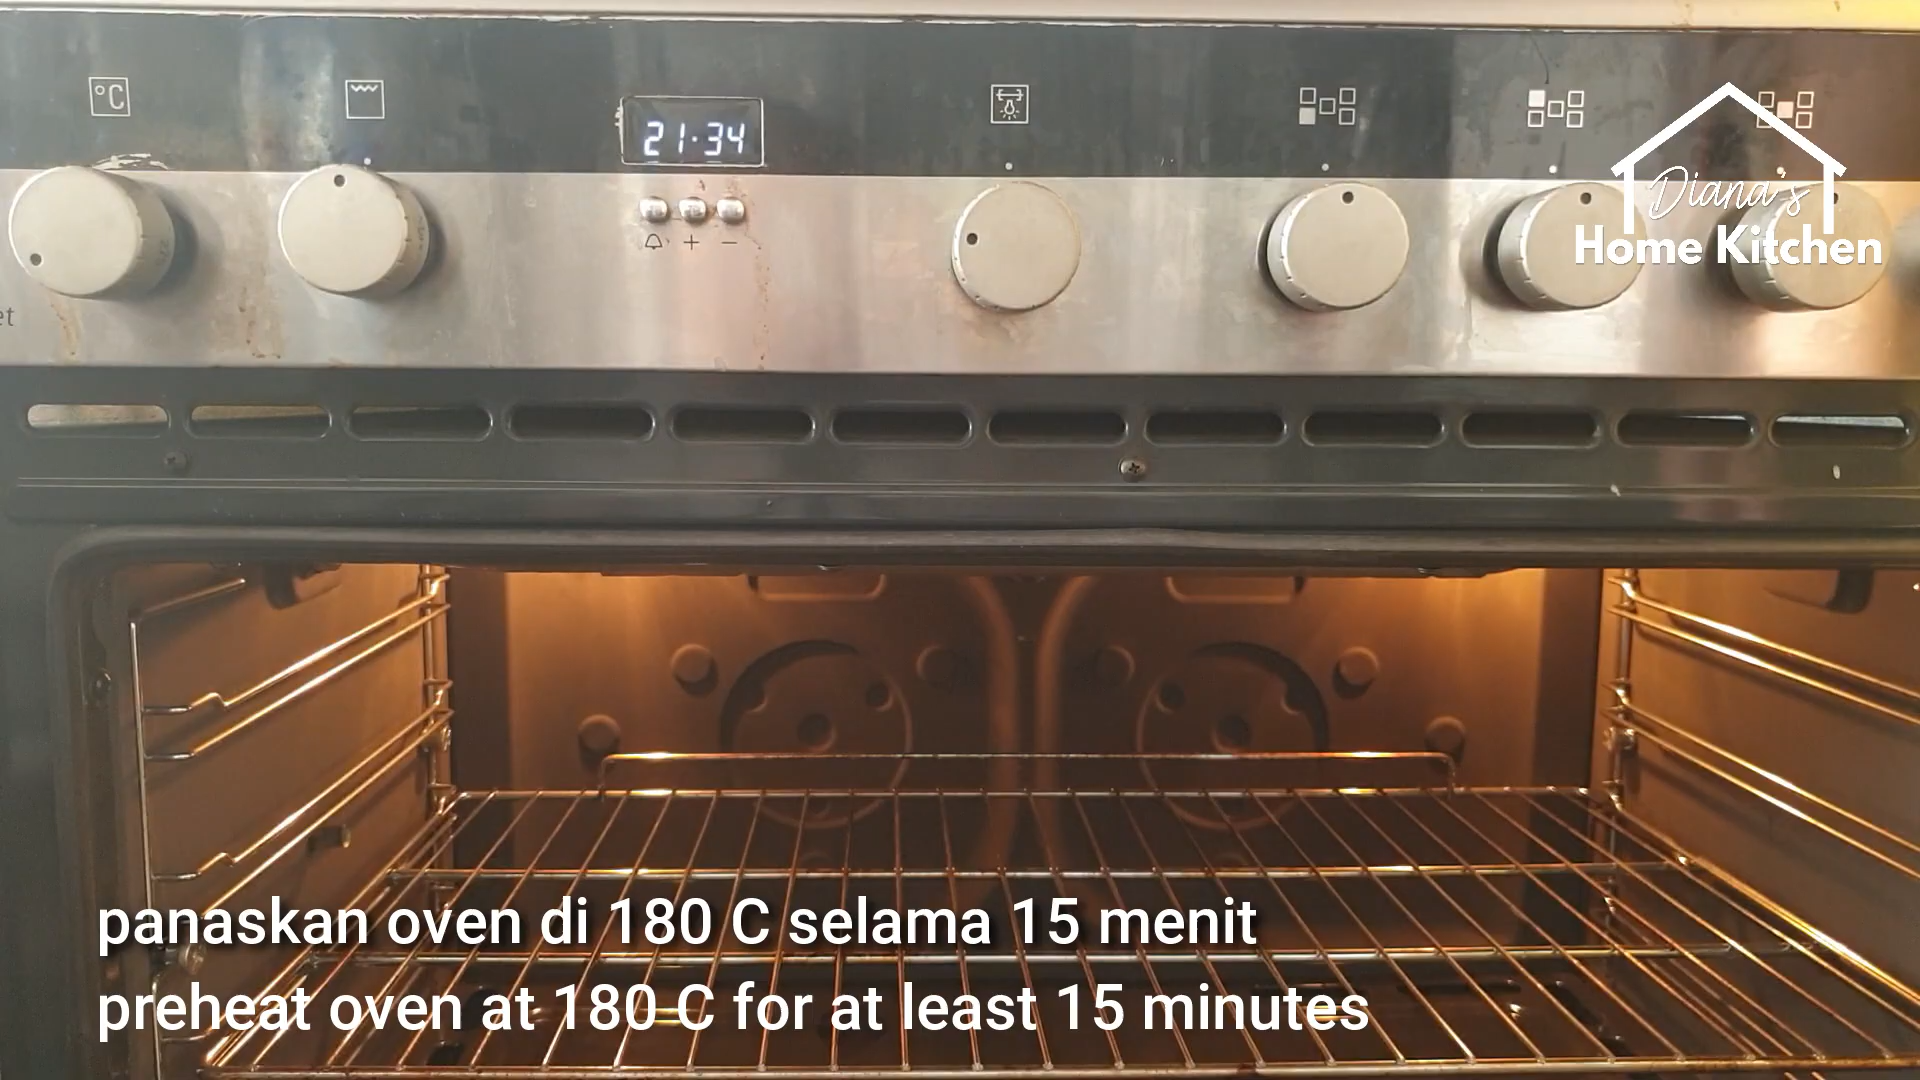 °C
21:34
+
−
Diana's
Home Kitchen
panaskan oven di 180 C selama 15 menit
preheat oven at 180 C for at least 15 minutes